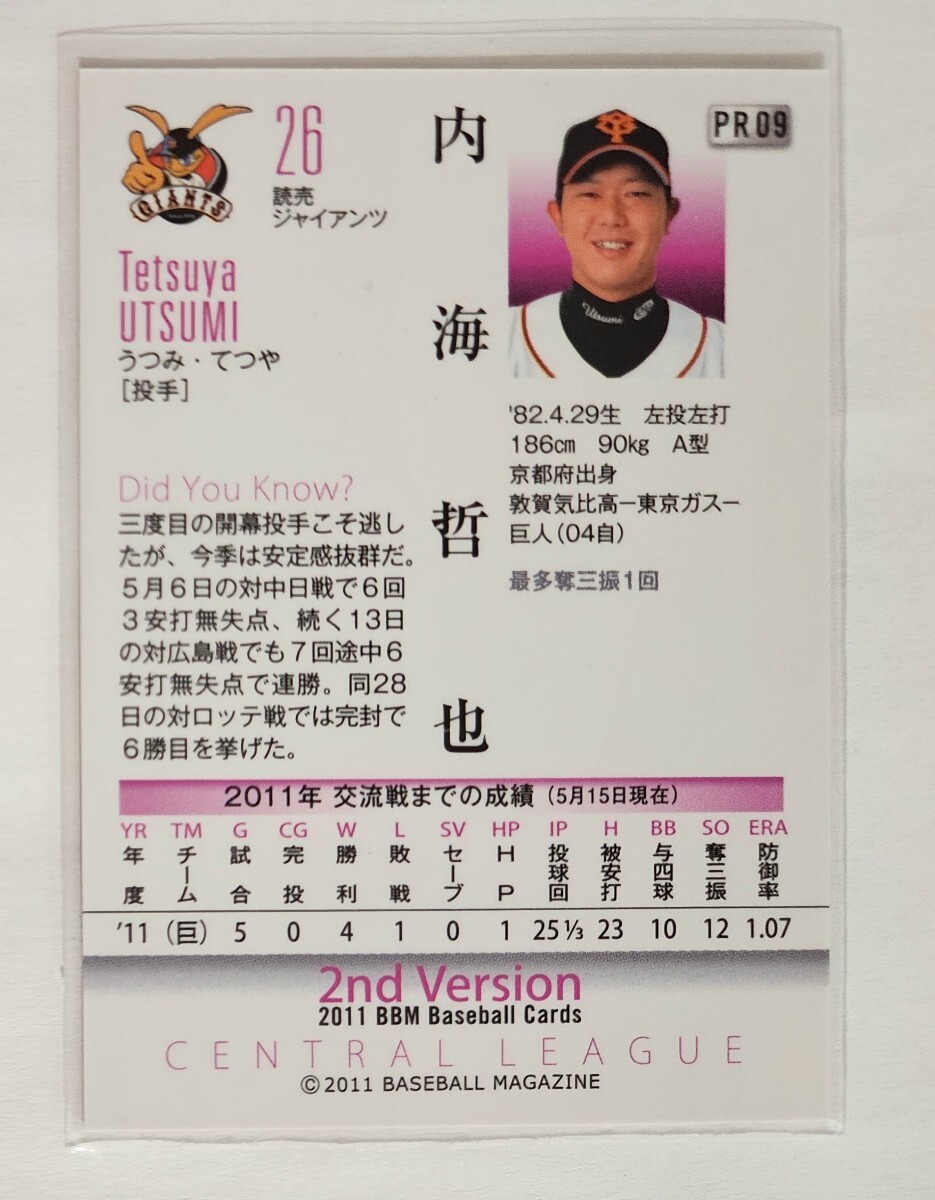 GIANTS
26
読売
ジャイアンツ
Tetsuya
UTSUMI
うつみ・てつや
[投手]
内海哲也
PR09
Utsumi
'82.4.29生 左投左打
186cm 90kg A型
京都府出身
敦賀気比高ー東京ガスー
巨人(04自)
最多奪三振1回
Did You Know?
三度目の開幕投手こそ逃し
たが、今季は安定感抜群だ。
5月6日の対中日戦で6回
3安打無失点、続く13日
の対広島戦でも7回途中6
安打無失点で連勝。同28
日の対ロッテ戦では完封で
6勝目を挙げた。
2011年 交流戦までの成績(5月15日現在)
YR TM G CG W L SV HP IP H BB SO ERA
年度 チーム 試合 完投 勝利 敗戦 セーブ HP 投球回 被安打 与四球 奪三振 防御率
'11 (巨) 5 0 4 1 0 1 25 1/3 23 10 12 1.07
2nd Version
2011 BBM Baseball Cards
CENTRAL LEAGUE
©2011 BASEBALL MAGAZINE